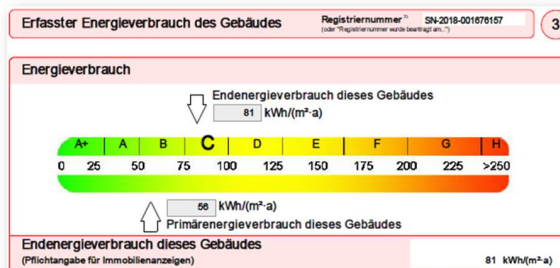 Erfasster Energieverbrauch des Gebäudes
Registriernummer ²⁾ SN-2018-001676157
(oder "Registriernummer wurde beantragt am...")
3
Energieverbrauch
Endenergieverbrauch dieses Gebäudes
81 kWh/(m²·a)
A+ A B C D E F G H
0 25 50 75 100 125 150 175 200 225 >250
56 kWh/(m²·a)
Primärenergieverbrauch dieses Gebäudes
Endenergieverbrauch dieses Gebäudes
(Pflichtangabe für Immobilienanzeigen)
81 kWh/(m²·a)